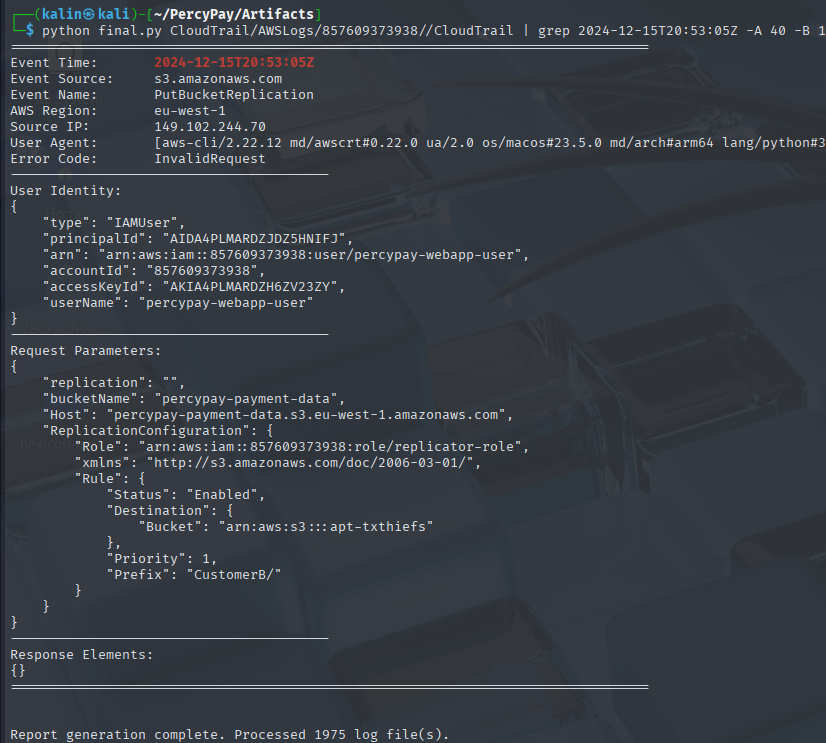 (kalin㉿kali)-[~/PercyPay/Artifacts]
$ python final.py CloudTrail/AWSLogs/857609373938//CloudTrail | grep 2024-12-15T20:53:05Z -A 40 -B 1
Event Time: 2024-12-15T20:53:05Z
Event Source: s3.amazonaws.com
Event Name: PutBucketReplication
AWS Region: eu-west-1
Source IP: 149.102.244.70
User Agent: [aws-cli/2.22.12 md/awscrt#0.22.0 ua/2.0 os/macos#23.5.0 md/arch#arm64 lang/python#3
Error Code: InvalidRequest
User Identity:
{
    "type": "IAMUser",
    "principalId": "AIDA4PLMARDZJDZ5HNIFJ",
    "arn": "arn:aws:iam::857609373938:user/percypay-webapp-user",
    "accountId": "857609373938",
    "accessKeyId": "AKIA4PLMARDZH6ZV23ZY",
    "userName": "percypay-webapp-user"
}
Request Parameters:
{
    "replication": "",
    "bucketName": "percypay-payment-data",
    "Host": "percypay-payment-data.s3.eu-west-1.amazonaws.com",
    "ReplicationConfiguration": {
        "Role": "arn:aws:iam::857609373938:role/replicator-role",
        "xmlns": "http://s3.amazonaws.com/doc/2006-03-01/",
        "Rule": {
            "Status": "Enabled",
            "Destination": {
                "Bucket": "arn:aws:s3:::apt-txthiefs"
            },
            "Priority": 1,
            "Prefix": "CustomerB/"
        }
    }
}
Response Elements:
{}
Report generation complete. Processed 1975 log file(s).